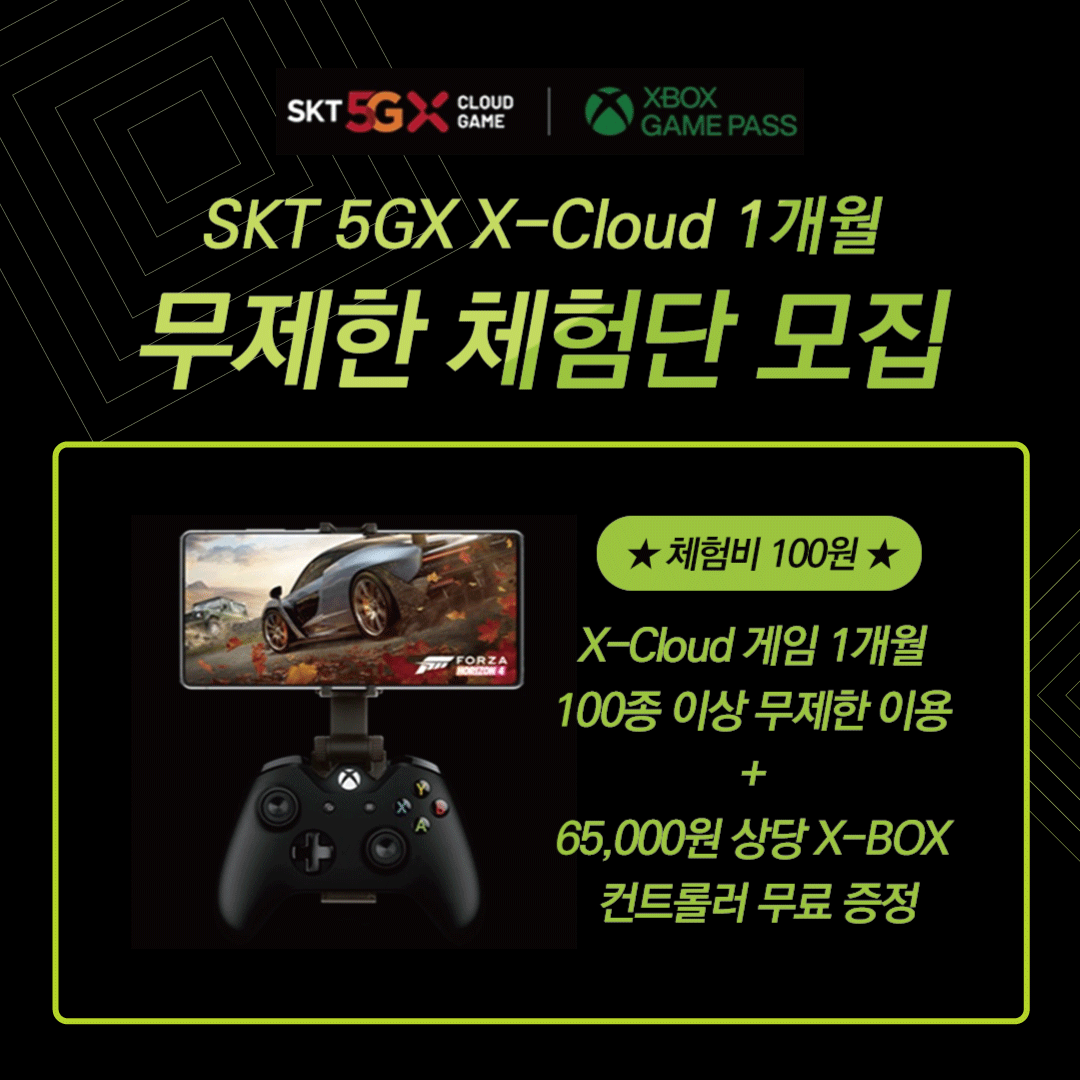 SKT 5GX CLOUD GAME | XBOX GAME PASS
SKT 5GX X-Cloud 1개월
무제한 체험단 모집
★ 체험비 100원 ★
X-Cloud 게임 1개월
100종 이상 무제한 이용
+
65,000원 상당 X-BOX
컨트롤러 무료 증정
FORZA
HORIZON 4
Y
X
B
A